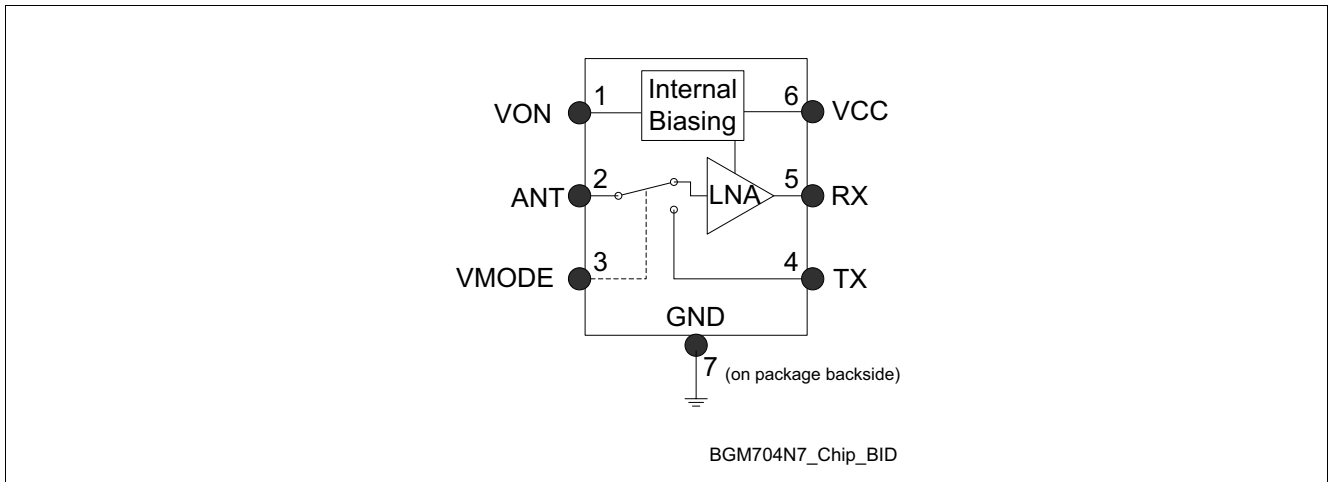 Internal
Biasing
1
6
VON
VCC
2
LNA
5
ANT
RX
3
4
VMODE
TX
GND
7 (on package backside)
BGM704N7_Chip_BID